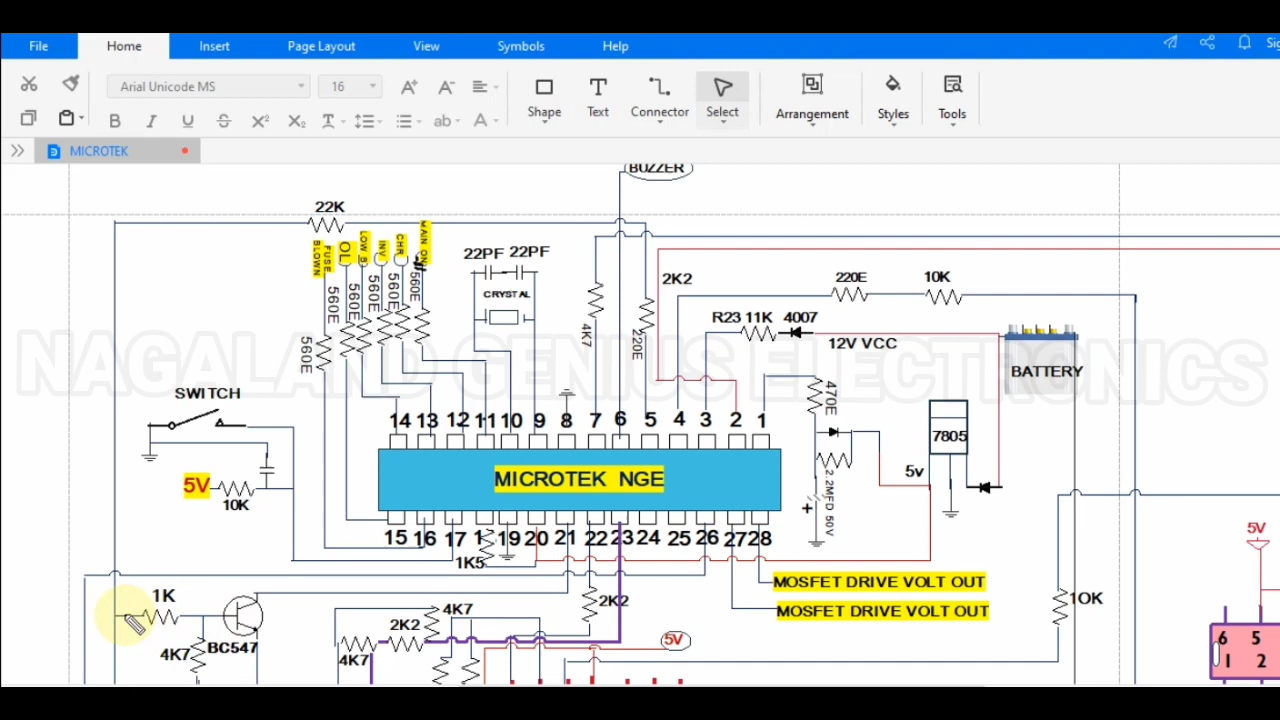 File Home Insert Page Layout View Symbols Help
Arial Unicode MS 16
Shape Text Connector Select Arrangement Styles Tools
MICROTEK
BUZZER
22K
FUSE BLOWN
OL
LOW B
INV
CHR
MAIN ON
22PF 22PF
CRYSTAL
560E
560E
560E
560E
560E
560E
4K7
220E
2K2
220E
10K
R23 11K 4007
12V VCC
BATTERY
NAGALAND GENIUS ELECTRONICS
SWITCH
5V
10K
14 13 12 11 10 9 8 7 6 5 4 3 2 1
470E
7805
5v
MICROTEK NGE
2.2MFD 50V
+
15 16 17 1 19 20 21 22 23 24 25 26 27 28
1K5
5V
MOSFET DRIVE VOLT OUT
MOSFET DRIVE VOLT OUT
1K
2K2
1OK
4K7
2K2
BC547
4K7
4K7
5V
6 5
1 2